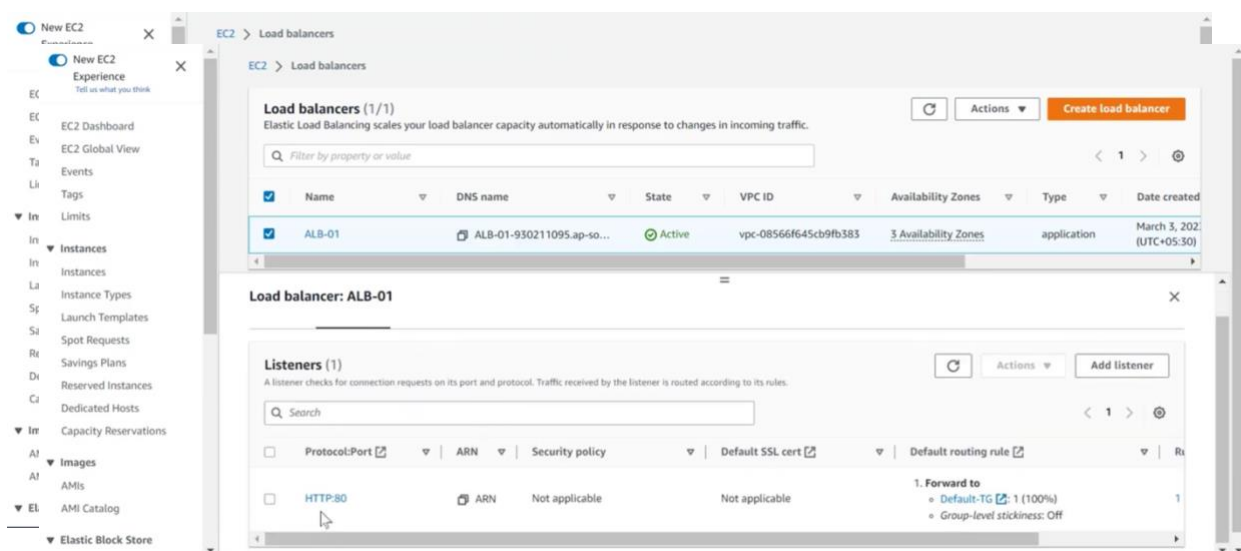 New EC2
EC2 > Load balancers
New EC2
Experience
Tell us what you think
EC2 > Load balancers
Load balancers (1/1)
Elastic Load Balancing scales your load balancer capacity automatically in response to changes in incoming traffic.
Actions
Create load balancer
Filter by property or value
1
Name
DNS name
State
VPC ID
Availability Zones
Type
Date created
ALB-01
ALB-01-930211095.ap-so...
Active
vpc-08566f645cb9fb383
3 Availability Zones
application
March 3, 202
(UTC+05:30)
EC2 Dashboard
EC2 Global View
Events
Tags
Limits
Instances
Instances
Instance Types
Launch Templates
Spot Requests
Savings Plans
Reserved Instances
Dedicated Hosts
Capacity Reservations
Images
AMIs
AMI Catalog
Elastic Block Store
Load balancer: ALB-01
Listeners (1)
A listener checks for connection requests on its port and protocol. Traffic received by the listener is routed according to its rules.
Actions
Add listener
Search
1
Protocol:Port
ARN
Security policy
Default SSL cert
Default routing rule
HTTP:80
ARN
Not applicable
Not applicable
1. Forward to
Default-TG: 1 (100%)
Group-level stickiness: Off
1